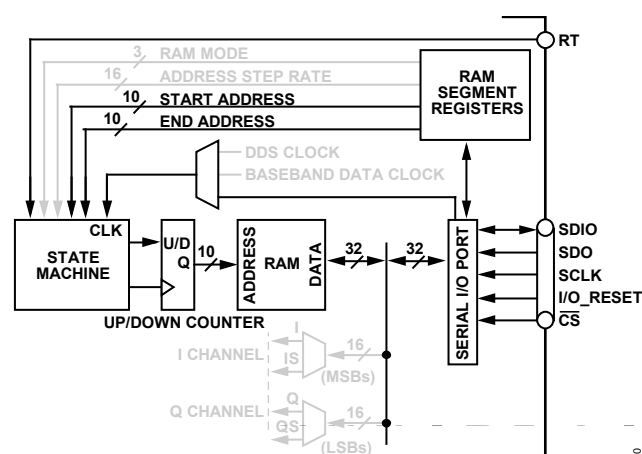 RT
3 RAM MODE
16 ADDRESS STEP RATE
10 START ADDRESS
10 END ADDRESS
RAM
SEGMENT
REGISTERS
DDS CLOCK
BASEBAND DATA CLOCK
CLK
STATE
MACHINE
U/D
Q
10
ADDRESS
RAM
DATA
32
32
SERIAL I/O PORT
SDIO
SDO
SCLK
I/O_RESET
CS
UP/DOWN COUNTER
I
I CHANNEL
IS
16
(MSBs)
Q
Q CHANNEL
QS
16
(LSBs)
0